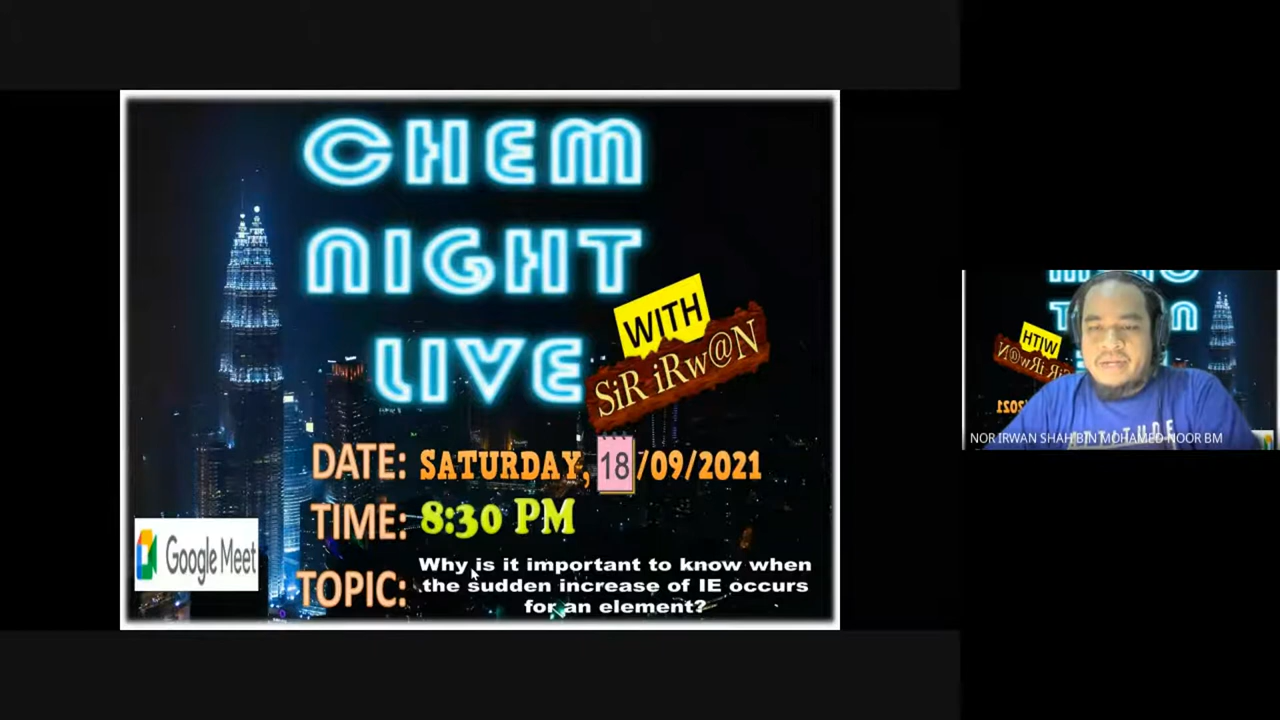 CHEM
NIGHT
LIVE
WITH
SiR iRw@N
DATE: SATURDAY, 18/09/2021
TIME: 8:30 PM
TOPIC: Why is it important to know when
the sudden increase of IE occurs
for an element?
Google Meet
WITH
SiR iRw@N
NOR IRWAN SHAH BIN MOHAMED NOOR BM